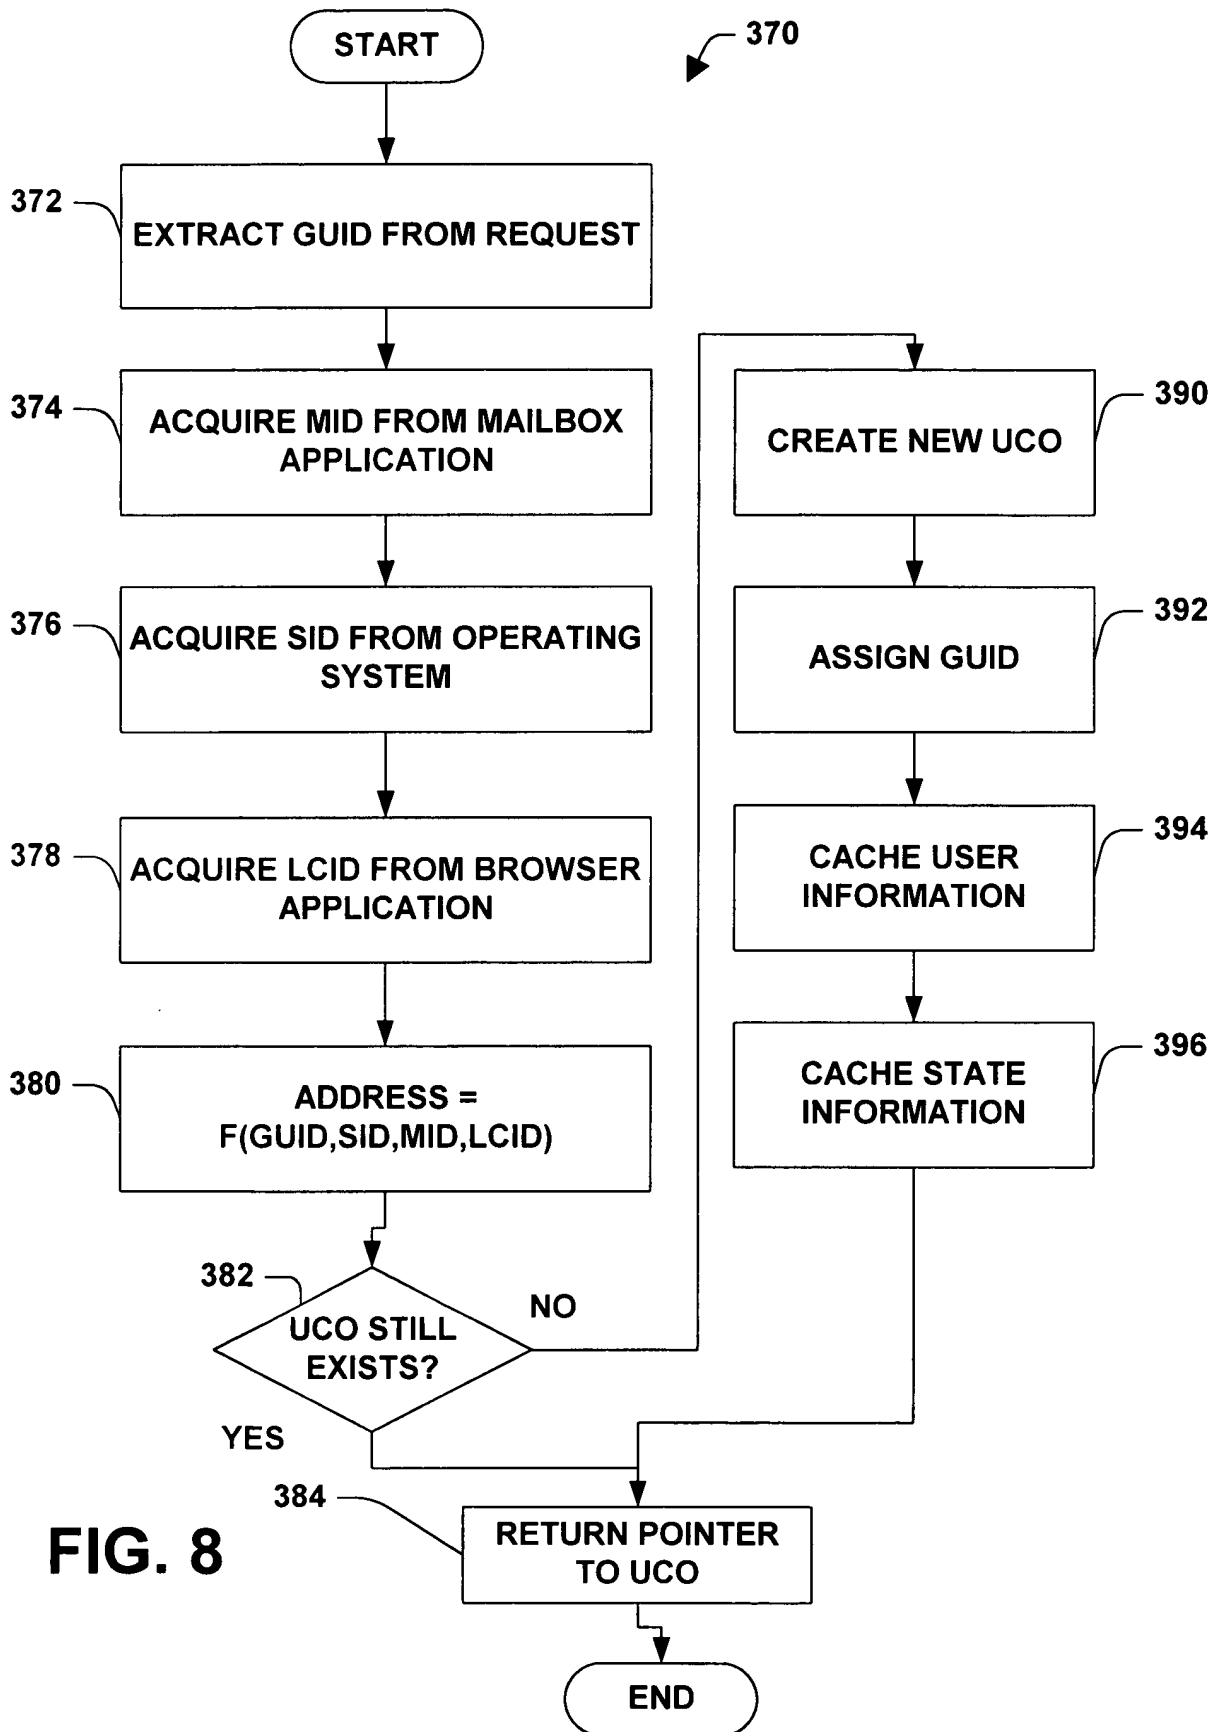 START
370
372
EXTRACT GUID FROM REQUEST
374
ACQUIRE MID FROM MAILBOX
APPLICATION
376
ACQUIRE SID FROM OPERATING
SYSTEM
378
ACQUIRE LCID FROM BROWSER
APPLICATION
380
ADDRESS =
F(GUID,SID,MID,LCID)
382
UCO STILL
EXISTS?
NO
YES
390
CREATE NEW UCO
392
ASSIGN GUID
394
CACHE USER
INFORMATION
396
CACHE STATE
INFORMATION
384
RETURN POINTER
TO UCO
END
FIG. 8